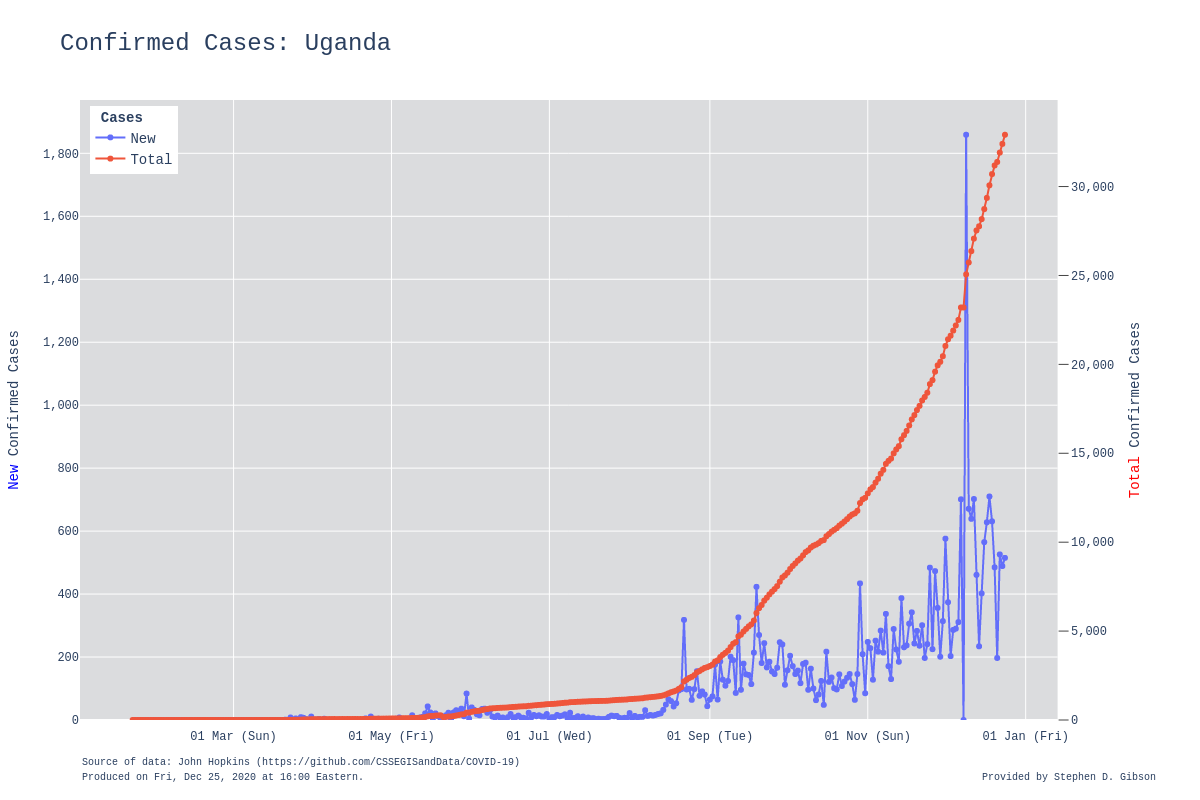 Confirmed Cases: Uganda
Cases
New
Total
1,800
1,600
1,400
1,200
1,000
800
600
400
200
0
New Confirmed Cases
30,000
25,000
20,000
15,000
10,000
5,000
0
Total Confirmed Cases
01 Mar (Sun)
01 May (Fri)
01 Jul (Wed)
01 Sep (Tue)
01 Nov (Sun)
01 Jan (Fri)
Source of data: John Hopkins (https://github.com/CSSEGISandData/COVID-19)
Produced on Fri, Dec 25, 2020 at 16:00 Eastern.
Provided by Stephen D. Gibson